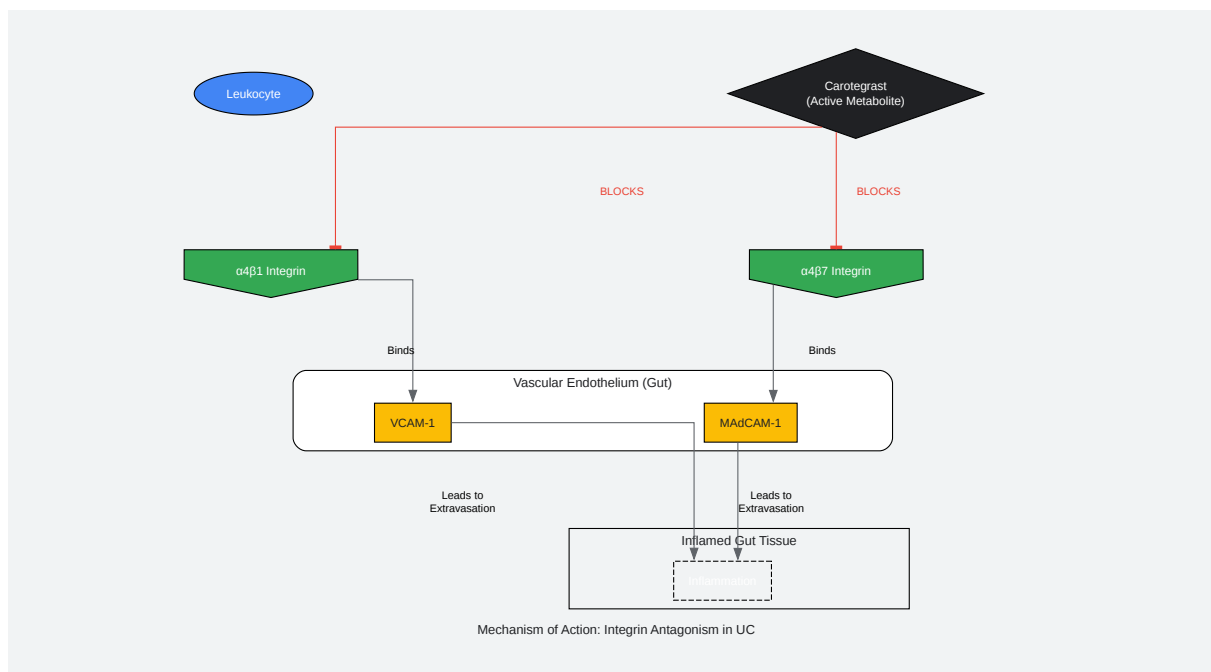 Leukocyte
Carotegrast
(Active Metabolite)
BLOCKS
BLOCKS
α4β1 Integrin
α4β7 Integrin
Binds
Binds
Vascular Endothelium (Gut)
VCAM-1
MAdCAM-1
Leads to
Extravasation
Leads to
Extravasation
Inflamed Gut Tissue
Inflammation
Mechanism of Action: Integrin Antagonism in UC